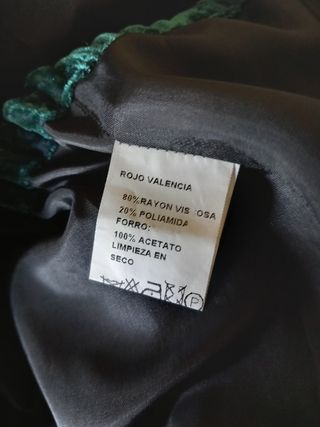 ROJO VALENCIA
80%RAYON VIS OSA
20% POLIAMIDA
FORRO:
100% ACETATO
LIMPIEZA EN
SECO
P